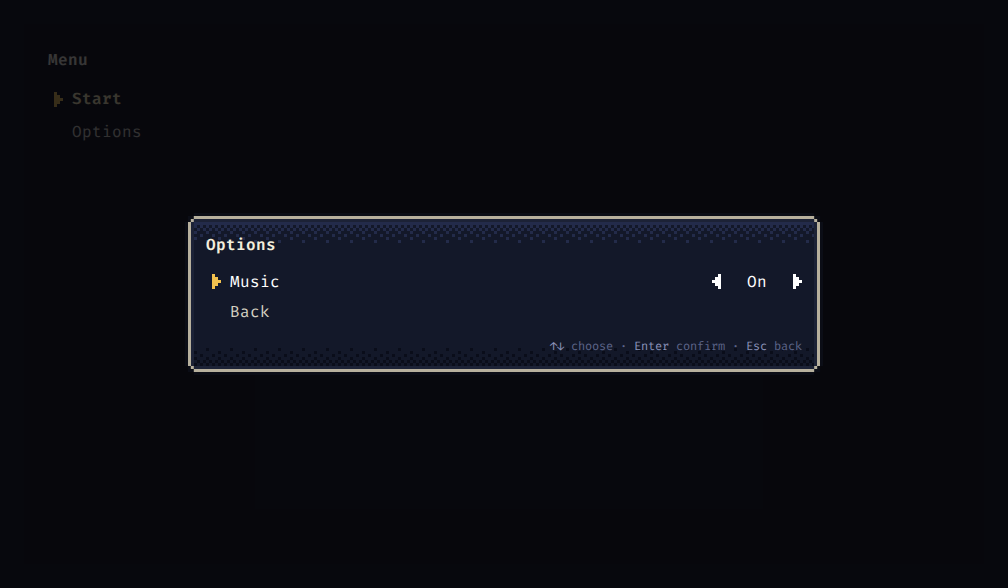 Menu
Start
Options
Options
Music On
Back
↑↓ choose · Enter confirm · Esc back